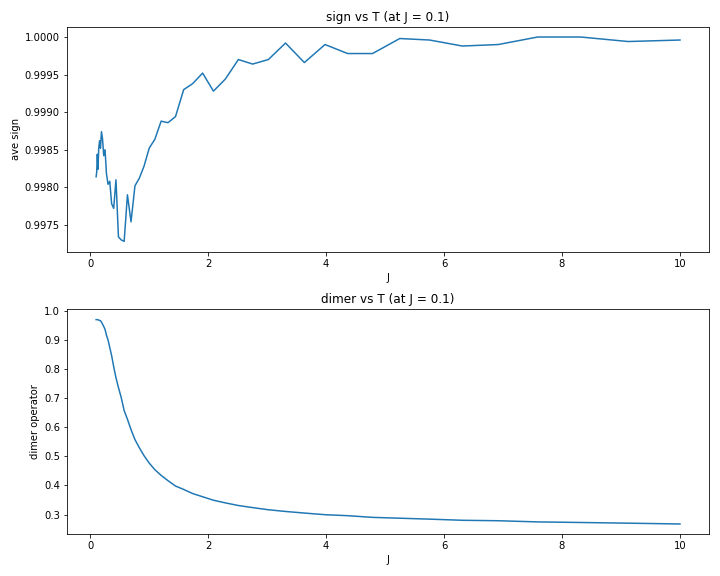 sign vs T (at J = 0.1)
1.0000
0.9995
0.9990
0.9985
0.9980
0.9975
ave sign
0 2 4 6 8 10
J
dimer vs T (at J = 0.1)
1.0
0.9
0.8
0.7
0.6
0.5
0.4
0.3
dimer operator
0 2 4 6 8 10
J